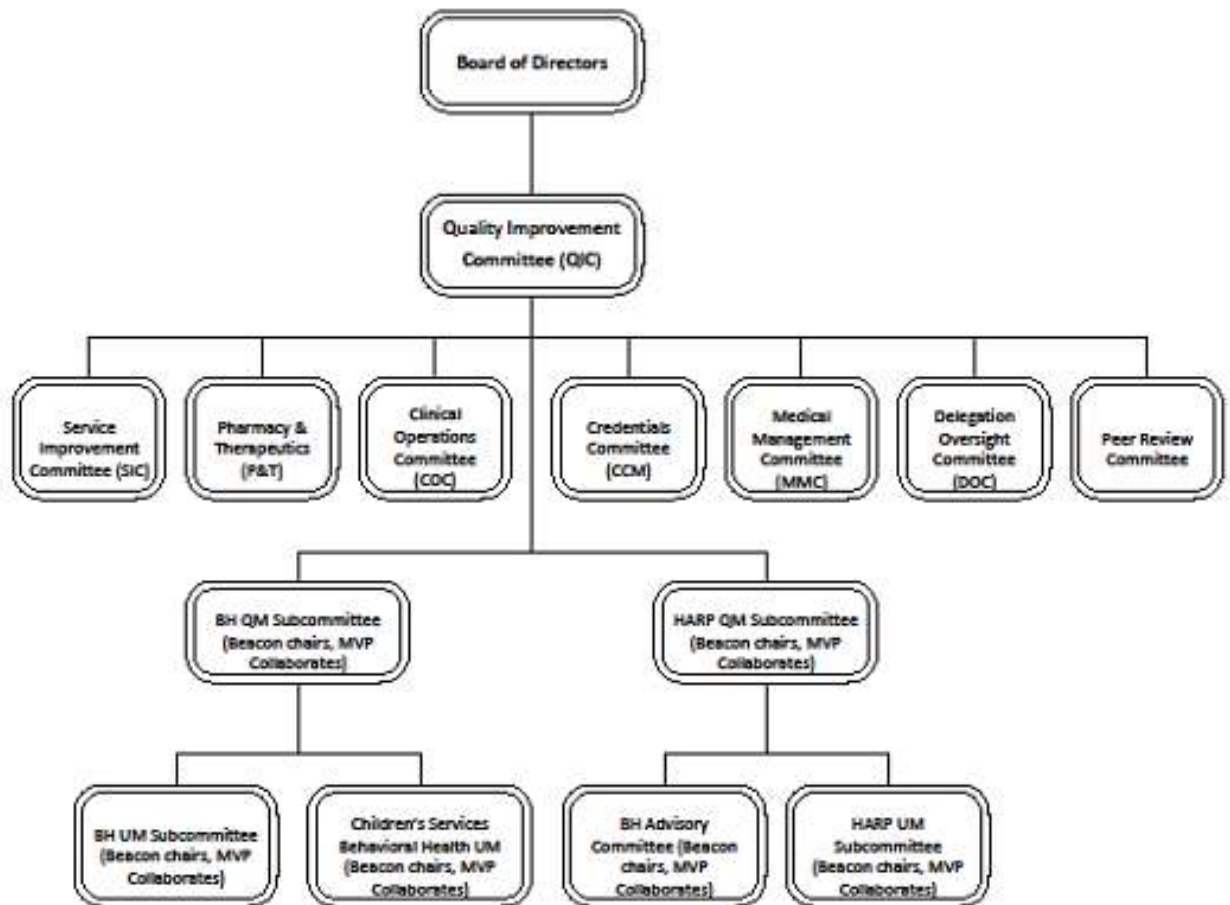 Board of Directors
Quality Improvement
Committee (QIC)
Service
Improvement
Committee (SIC)
Pharmacy &
Therapeutics
(P&T)
Clinical
Operations
Committee
(COC)
Credentials
Committee
(CCM)
Medical
Management
Committee
(MMC)
Delegation
Oversight
Committee
(DOC)
Peer Review
Committee
BH QM Subcommittee
(Beacon chairs, MVP
Collaborates)
HARP QM Subcommittee
(Beacon chairs, MVP
Collaborates)
BH UM Subcommittee
(Beacon chairs, MVP
Collaborates)
Children's Services
Behavioral Health UM
(Beacon chairs, MVP
Collaborates)
BH Advisory
Committee (Beacon
chairs, MVP
Collaborates)
HARP UM
Subcommittee
(Beacon chairs, MVP
Collaborates)